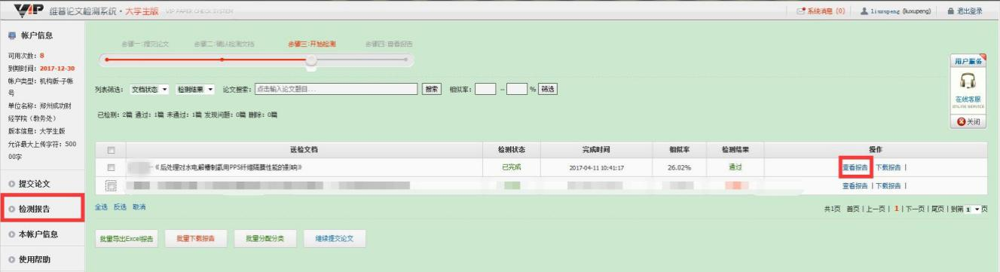 VIP 维普论文检测系统·大学生版 VIP PAPER CHECK SYSTEM
系统消息 (0) | liuxupeng (liuxupeng) | 退出登录
帐户信息
可用次数: 8
到期时间: 2017-12-30
帐户类型: 机构版-子帐
号
单位名称: 郑州成功财
经学院 (教务处)
版本信息: 大学生版
允许最大上传字符: 500
00字
提交论文
检测报告
本帐户信息
使用帮助
步骤一:提交论文 步骤二:确认检测文档 步骤三:开始检测 步骤四:查看报告
列表筛选: 文档状态 检测结果 论文搜索: 点击输入论文题目... 搜索 相似率: -- % 筛选
已检测: 2篇 通过: 1篇 未通过: 1篇 发现问题: 0篇 删除: 0篇
送检文档 检测状态 完成时间 相似率 检测结果 操作
-《后处理对水电解槽制氢用PPS纤维隔膜性能的影响》 已完成 2017-04-11 10:41:17 26.02% 通过 查看报告 | 下载报告 |
查看报告 | 下载报告 |
全选 反选 取消
共1页 首页 | 上一页 | 1 | 下一页 | 尾页 | 到第 1 页
批量导出Excel报告 批量下载报告 批量分配分类 继续提交论文
用户服务
在线客服
ONLINE SERVICE
关闭